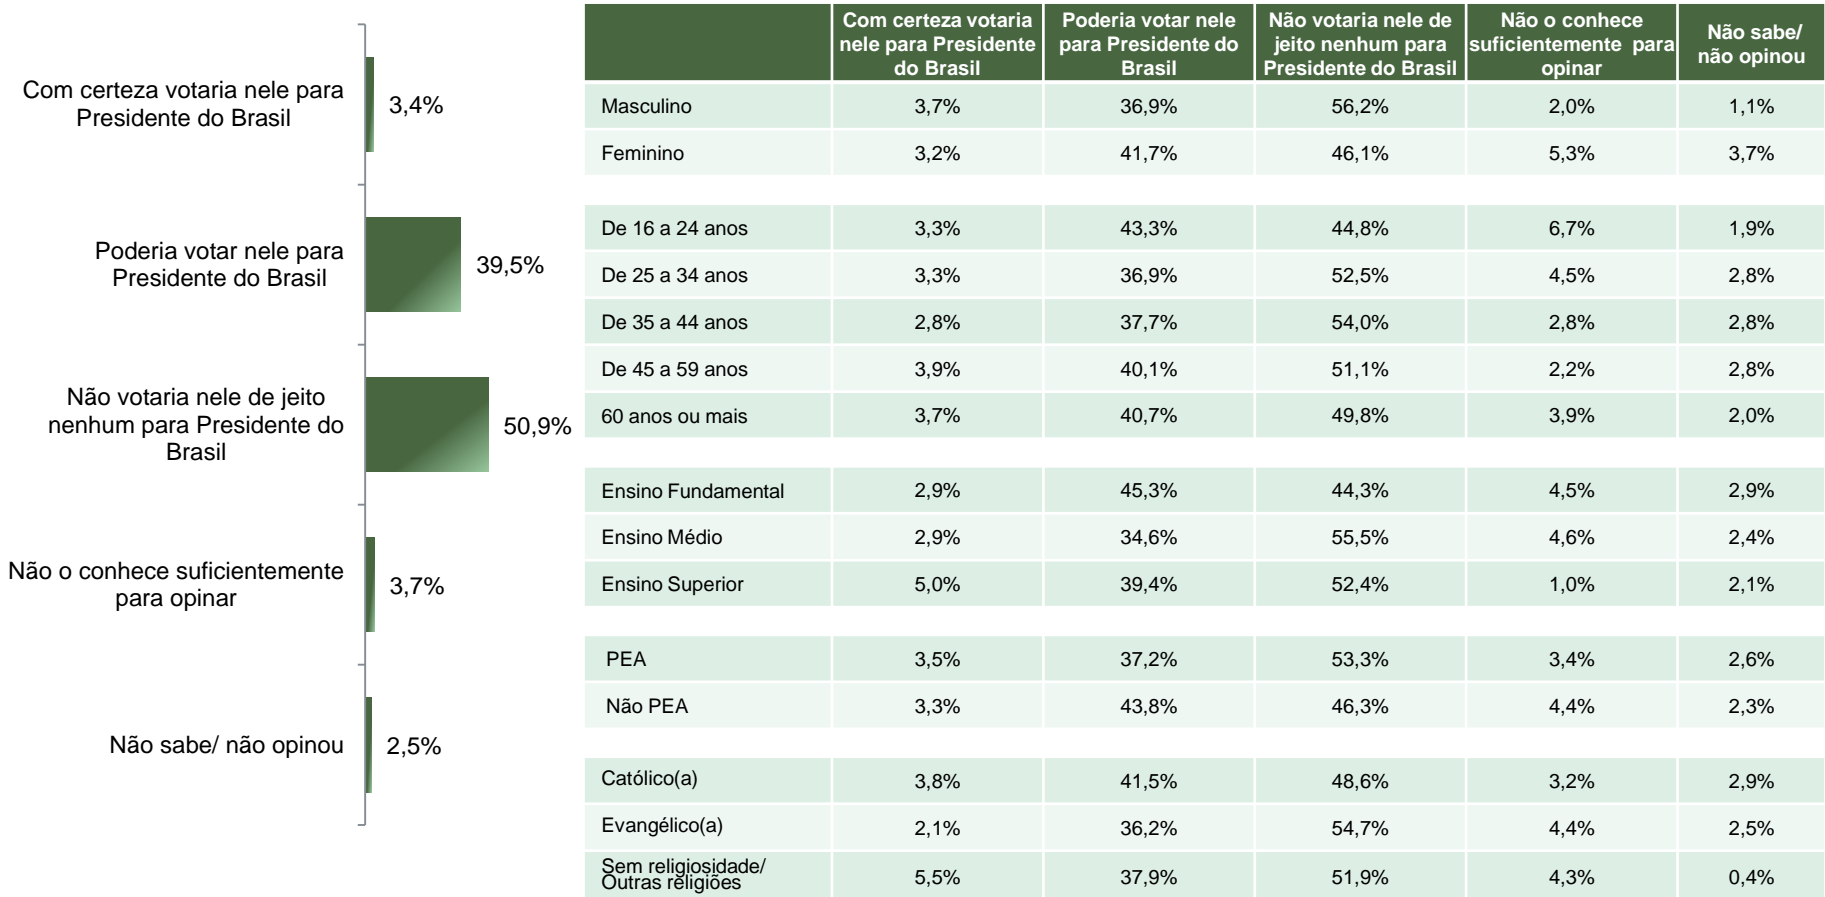 Com certeza votaria nele para
Presidente do Brasil
3,4%
Poderia votar nele para
Presidente do Brasil
39,5%
Não votaria nele de jeito
nenhum para Presidente do
Brasil
50,9%
Não o conhece suficientemente
para opinar
3,7%
Não sabe/ não opinou
2,5%
Com certeza votaria
nele para Presidente
do Brasil
Poderia votar nele
para Presidente do
Brasil
Não votaria nele de
jeito nenhum para
Presidente do Brasil
Não o conhece
suficientemente para
opinar
Não sabe/
não opinou
Masculino 3,7% 36,9% 56,2% 2,0% 1,1%
Feminino 3,2% 41,7% 46,1% 5,3% 3,7%
De 16 a 24 anos 3,3% 43,3% 44,8% 6,7% 1,9%
De 25 a 34 anos 3,3% 36,9% 52,5% 4,5% 2,8%
De 35 a 44 anos 2,8% 37,7% 54,0% 2,8% 2,8%
De 45 a 59 anos 3,9% 40,1% 51,1% 2,2% 2,8%
60 anos ou mais 3,7% 40,7% 49,8% 3,9% 2,0%
Ensino Fundamental 2,9% 45,3% 44,3% 4,5% 2,9%
Ensino Médio 2,9% 34,6% 55,5% 4,6% 2,4%
Ensino Superior 5,0% 39,4% 52,4% 1,0% 2,1%
PEA 3,5% 37,2% 53,3% 3,4% 2,6%
Não PEA 3,3% 43,8% 46,3% 4,4% 2,3%
Católico(a) 3,8% 41,5% 48,6% 3,2% 2,9%
Evangélico(a) 2,1% 36,2% 54,7% 4,4% 2,5%
Sem religiosidade/
Outras religiões 5,5% 37,9% 51,9% 4,3% 0,4%